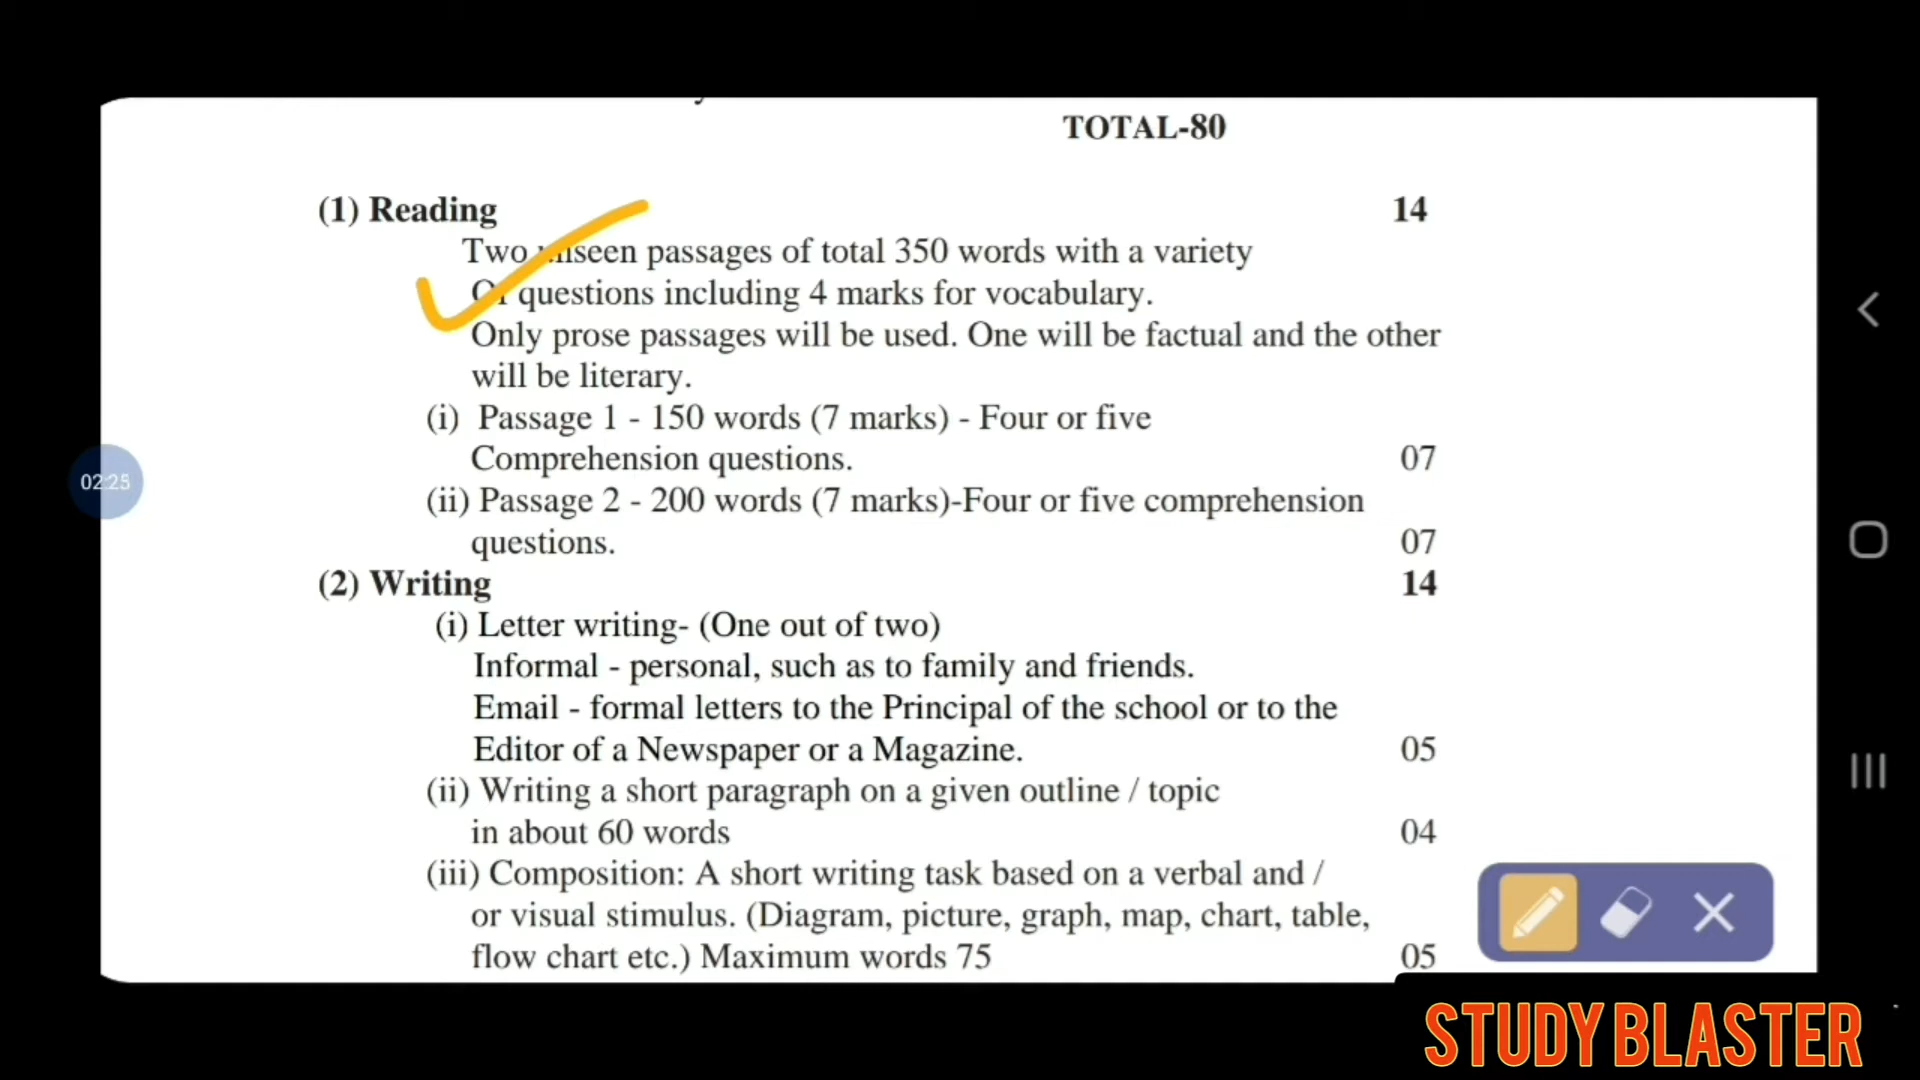 TOTAL-80
(1) Reading 14
Two unseen passages of total 350 words with a variety
Of questions including 4 marks for vocabulary.
Only prose passages will be used. One will be factual and the other
will be literary.
(i) Passage 1 - 150 words (7 marks) - Four or five
Comprehension questions. 07
02:25
(ii) Passage 2 - 200 words (7 marks)-Four or five comprehension
questions. 07
(2) Writing 14
(i) Letter writing- (One out of two)
Informal - personal, such as to family and friends.
Email - formal letters to the Principal of the school or to the
Editor of a Newspaper or a Magazine. 05
(ii) Writing a short paragraph on a given outline / topic
in about 60 words 04
(iii) Composition: A short writing task based on a verbal and /
or visual stimulus. (Diagram, picture, graph, map, chart, table,
flow chart etc.) Maximum words 75 05
STUDY BLASTER